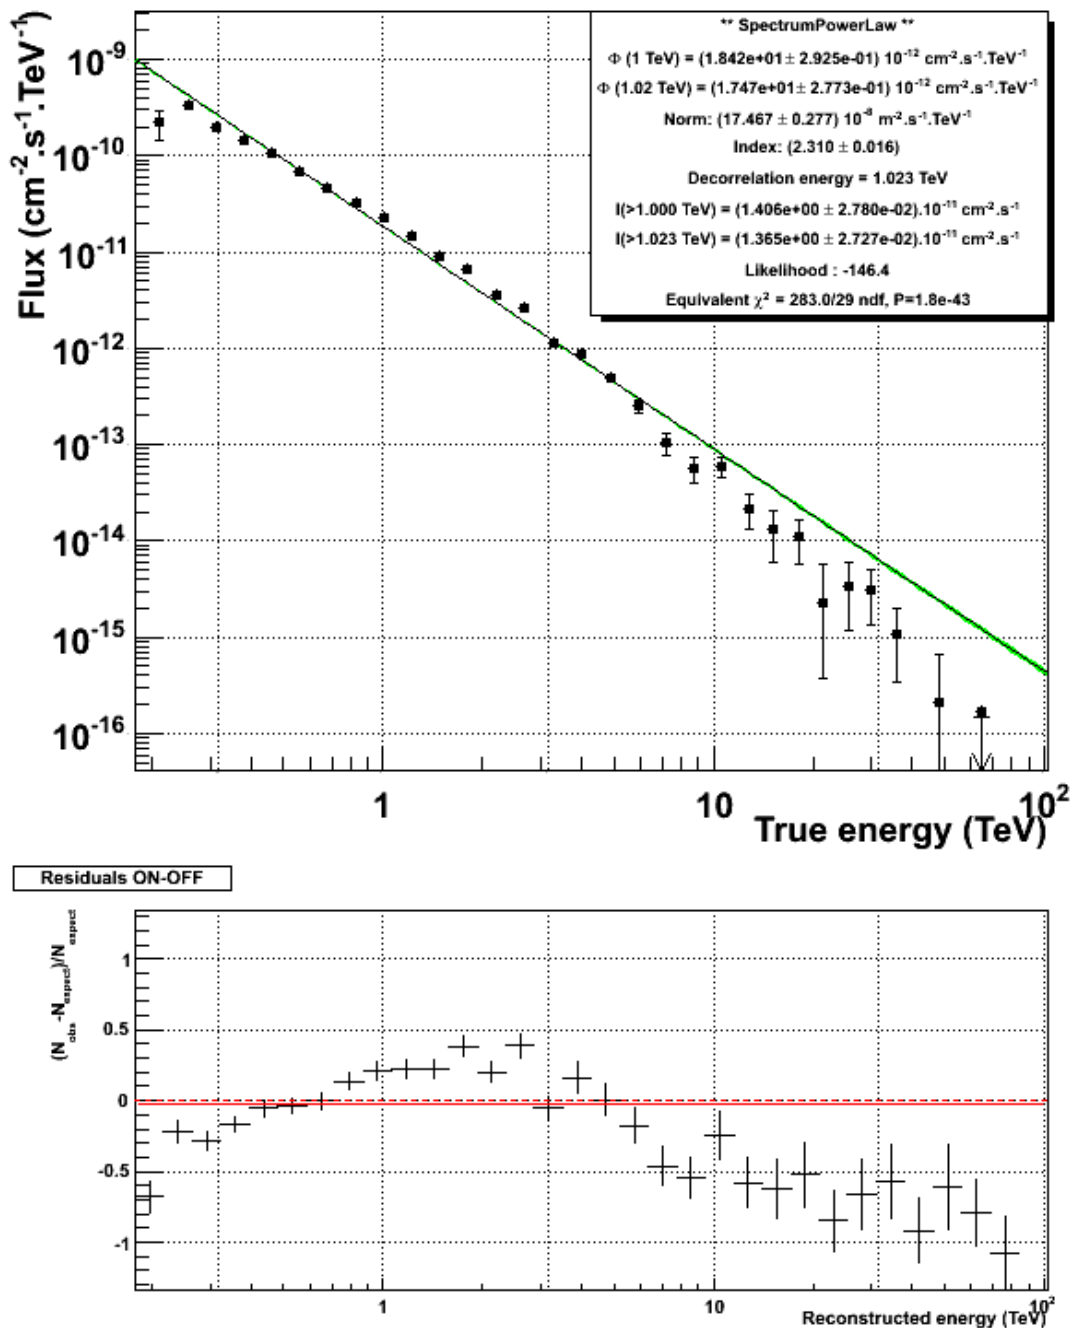 Flux (cm⁻².s⁻¹.TeV⁻¹)
10⁻⁹
10⁻¹⁰
10⁻¹¹
10⁻¹²
10⁻¹³
10⁻¹⁴
10⁻¹⁵
10⁻¹⁶
** SpectrumPowerLaw **
Φ (1 TeV) = (1.842e+01 ± 2.925e-01) 10⁻¹² cm⁻².s⁻¹.TeV⁻¹
Φ (1.02 TeV) = (1.747e+01 ± 2.773e-01) 10⁻¹² cm⁻².s⁻¹.TeV⁻¹
Norm: (17.467 ± 0.277) 10⁻⁸ m⁻².s⁻¹.TeV⁻¹
Index: (2.310 ± 0.016)
Decorrelation energy = 1.023 TeV
I(>1.000 TeV) = (1.406e+00 ± 2.780e-02).10⁻¹¹ cm⁻².s⁻¹
I(>1.023 TeV) = (1.365e+00 ± 2.727e-02).10⁻¹¹ cm⁻².s⁻¹
Likelihood : -146.4
Equivalent χ² = 283.0/29 ndf, P=1.8e-43
1 10 10²
True energy (TeV)
Residuals ON-OFF
(N_obs -N_expect)/N_expect
1
0.5
0
-0.5
-1
1 10 10²
Reconstructed energy (TeV)